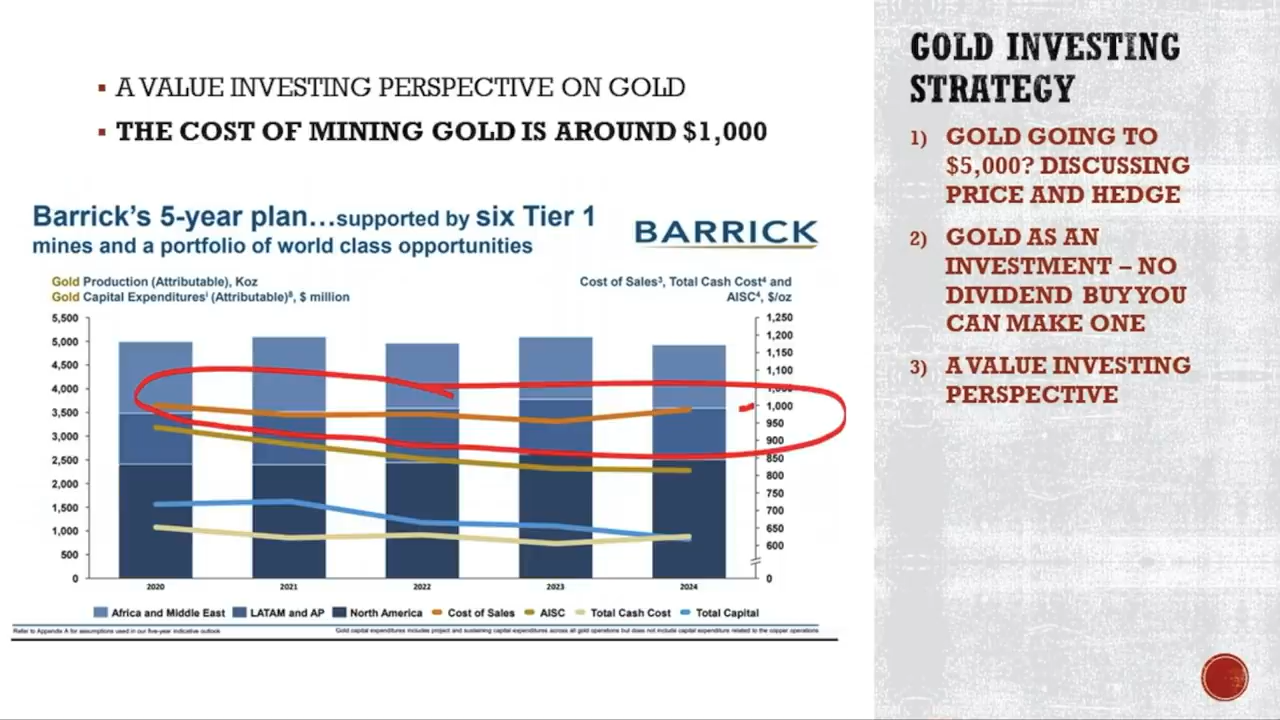 A VALUE INVESTING PERSPECTIVE ON GOLD
THE COST OF MINING GOLD IS AROUND $1,000
Barrick's 5-year plan…supported by six Tier 1
mines and a portfolio of world class opportunities
BARRICK
Gold Production (Attributable), Koz
Gold Capital Expendituresⁱ (Attributable)⁸, $ million
Cost of Sales³, Total Cash Cost⁴ and
AISC⁴, $/oz
5,500
5,000
4,500
4,000
3,500
3,000
2,500
2,000
1,500
1,000
500
0
1,250
1,200
1,150
1,100
1,050
1,000
950
900
850
800
750
700
650
600
0
2020
2021
2022
2023
2024
Africa and Middle East
LATAM and AP
North America
Cost of Sales
AISC
Total Cash Cost
Total Capital
Refer to Appendix A for assumptions used in our five-year indicative outlook
Gold capital expenditures includes project and sustaining capital expenditures across all gold operations but does not include capital expenditure related to the copper operations
GOLD INVESTING
STRATEGY
1) GOLD GOING TO
$5,000? DISCUSSING
PRICE AND HEDGE
2) GOLD AS AN
INVESTMENT – NO
DIVIDEND BUY YOU
CAN MAKE ONE
3) A VALUE INVESTING
PERSPECTIVE